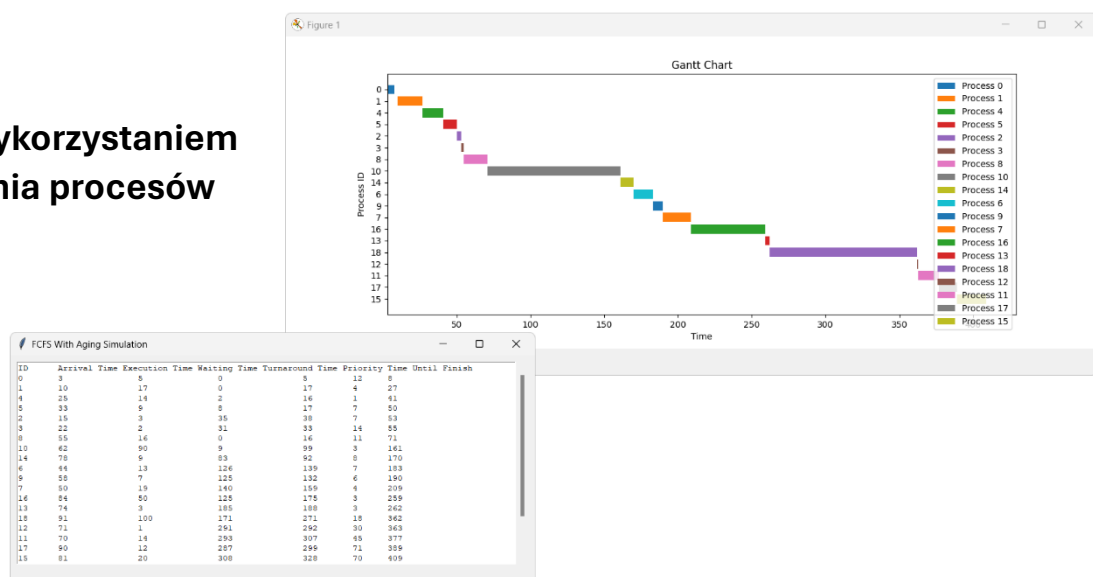 Figure 1
Gantt Chart
0
1
4
5
2
3
8
10
14
6
9
7
16
13
18
12
11
17
15
Process ID
50
100
150
200
250
300
350
Time
Process 0
Process 1
Process 4
Process 5
Process 2
Process 3
Process 8
Process 10
Process 14
Process 6
Process 9
Process 7
Process 16
Process 13
Process 18
Process 12
Process 11
Process 17
Process 15
ykorzystaniem
nia procesów
FCFS With Aging Simulation
ID Arrival Time Execution Time Waiting Time Turnaround Time Priority Time Until Finish
0 3 5 0 5 12 8
1 10 17 0 17 4 27
4 25 14 2 16 1 41
5 33 9 8 17 7 50
2 15 3 35 38 7 53
3 22 2 31 33 14 55
8 55 16 0 16 11 71
10 62 90 9 99 3 161
14 78 9 83 92 8 170
6 44 13 126 139 7 183
9 58 7 125 132 6 190
7 50 19 140 159 4 209
16 84 50 125 175 3 259
13 74 3 185 188 3 262
18 91 100 171 271 18 362
12 71 1 291 292 30 363
11 70 14 293 307 45 377
17 90 12 287 299 71 389
15 81 20 308 328 70 409